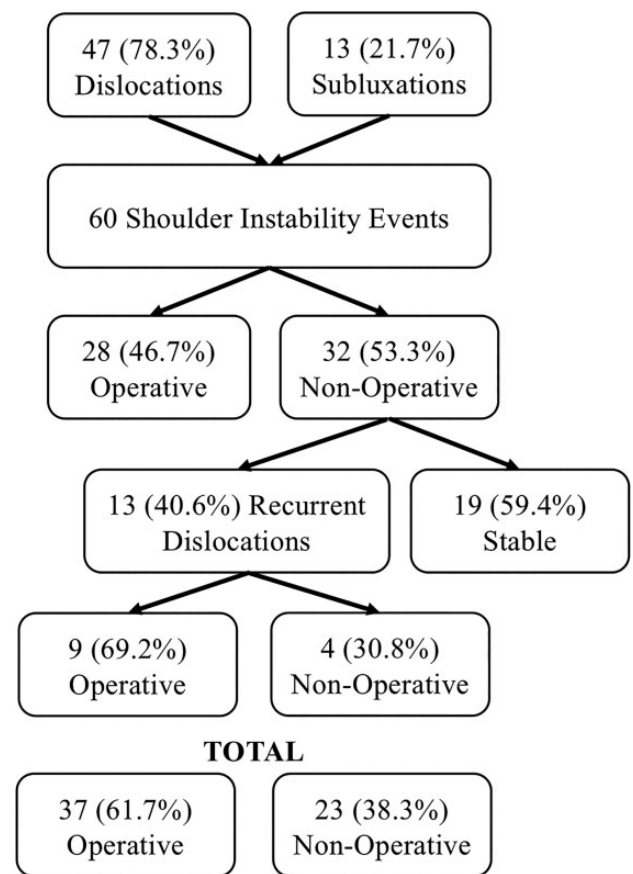 47 (78.3%)
Dislocations
13 (21.7%)
Subluxations
60 Shoulder Instability Events
28 (46.7%)
Operative
32 (53.3%)
Non-Operative
13 (40.6%) Recurrent
Dislocations
19 (59.4%)
Stable
9 (69.2%)
Operative
4 (30.8%)
Non-Operative
TOTAL
37 (61.7%)
Operative
23 (38.3%)
Non-Operative